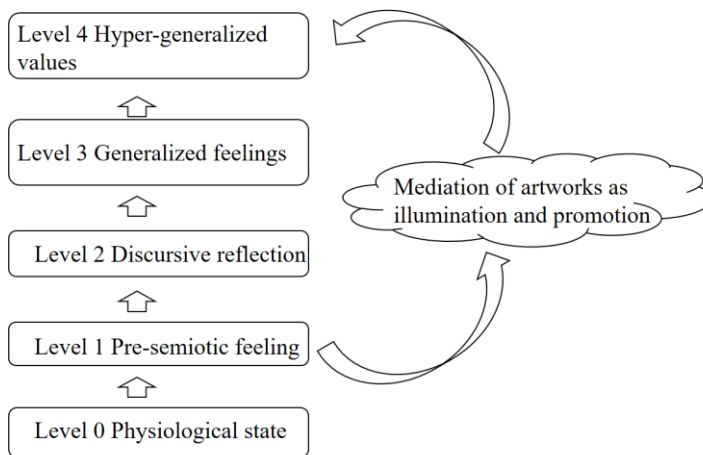 Level 4 Hyper-generalized
values
Level 3 Generalized feelings
Mediation of artworks as
illumination and promotion
Level 2 Discursive reflection
Level 1 Pre-semiotic feeling
Level 0 Physiological state